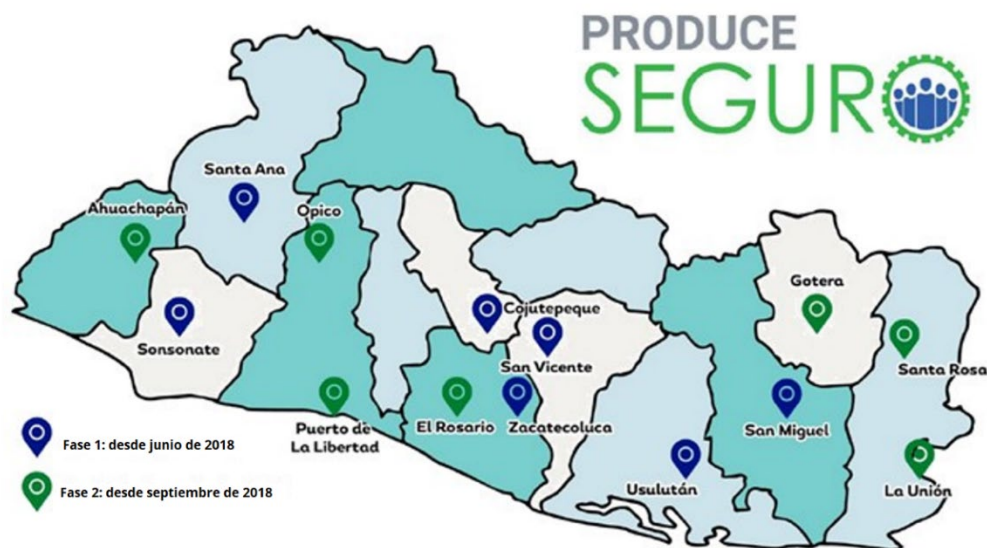 PRODUCE
SEGURO
Santa Ana
Ahuachapán
Opico
Gotera
Cojutepeque
Sonsonate
San Vicente
Santa Rosa
Puerto de
La Libertad
El Rosario
Zacatecoluca
San Miguel
Fase 1: desde junio de 2018
Usulután
La Unión
Fase 2: desde septiembre de 2018